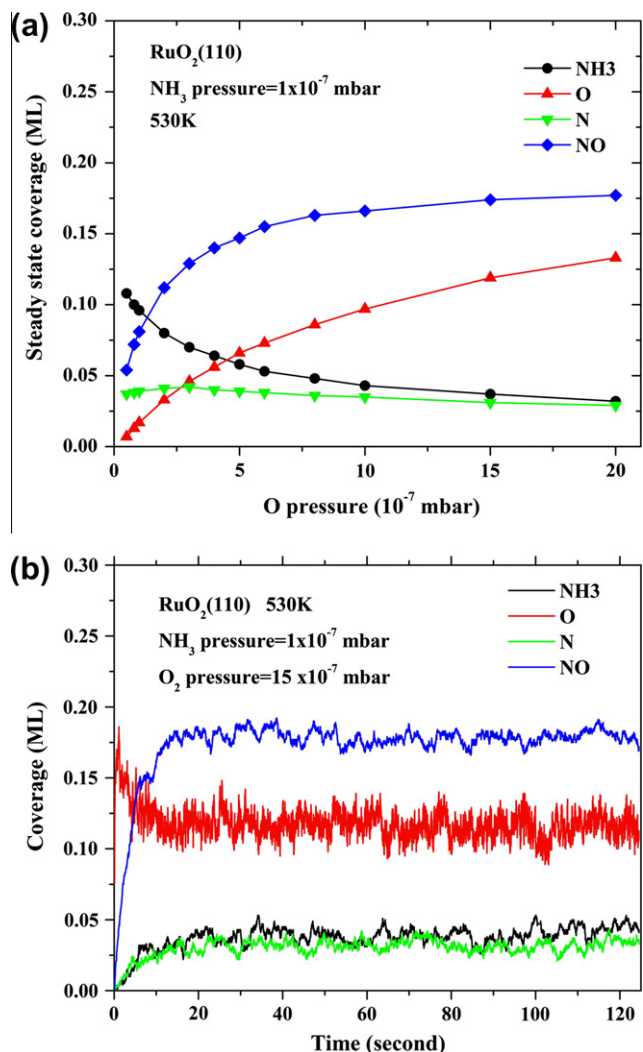 (a)
RuO₂(110)
NH₃ pressure=1x10⁻⁷ mbar
530K
NH3
O
N
NO
Steady state coverage (ML)
0.30
0.25
0.20
0.15
0.10
0.05
0.00
0 5 10 15 20
O pressure (10⁻⁷ mbar)
(b)
RuO₂(110) 530K
NH₃ pressure=1x10⁻⁷ mbar
O₂ pressure=15 x10⁻⁷ mbar
NH3
O
N
NO
Coverage (ML)
0.30
0.25
0.20
0.15
0.10
0.05
0.00
0 20 40 60 80 100 120
Time (second)